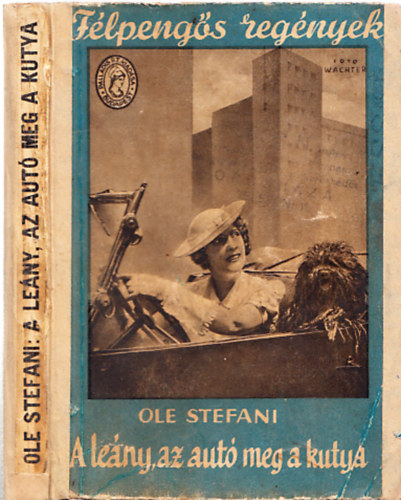 OLE STEFANI: A LEÁNY, AZ AUTÓ MEG A KUTYA
Félpengős regények
FOTO
WACHTER
OLE STEFANI
A leány, az autó meg a kutya